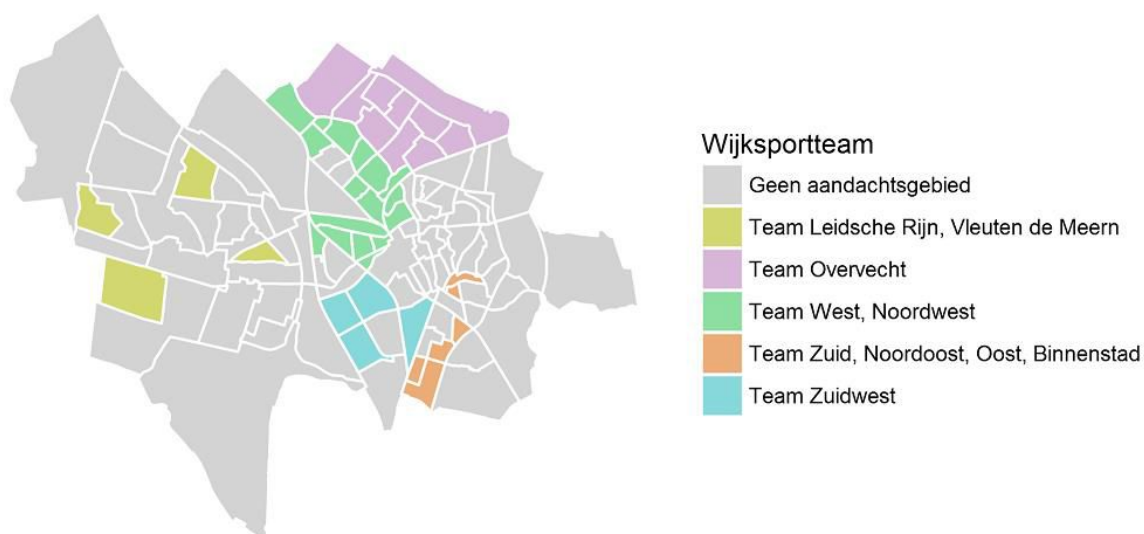 Wijksportteam
Geen aandachtsgebied
Team Leidsche Rijn, Vleuten de Meern
Team Overvecht
Team West, Noordwest
Team Zuid, Noordoost, Oost, Binnenstad
Team Zuidwest